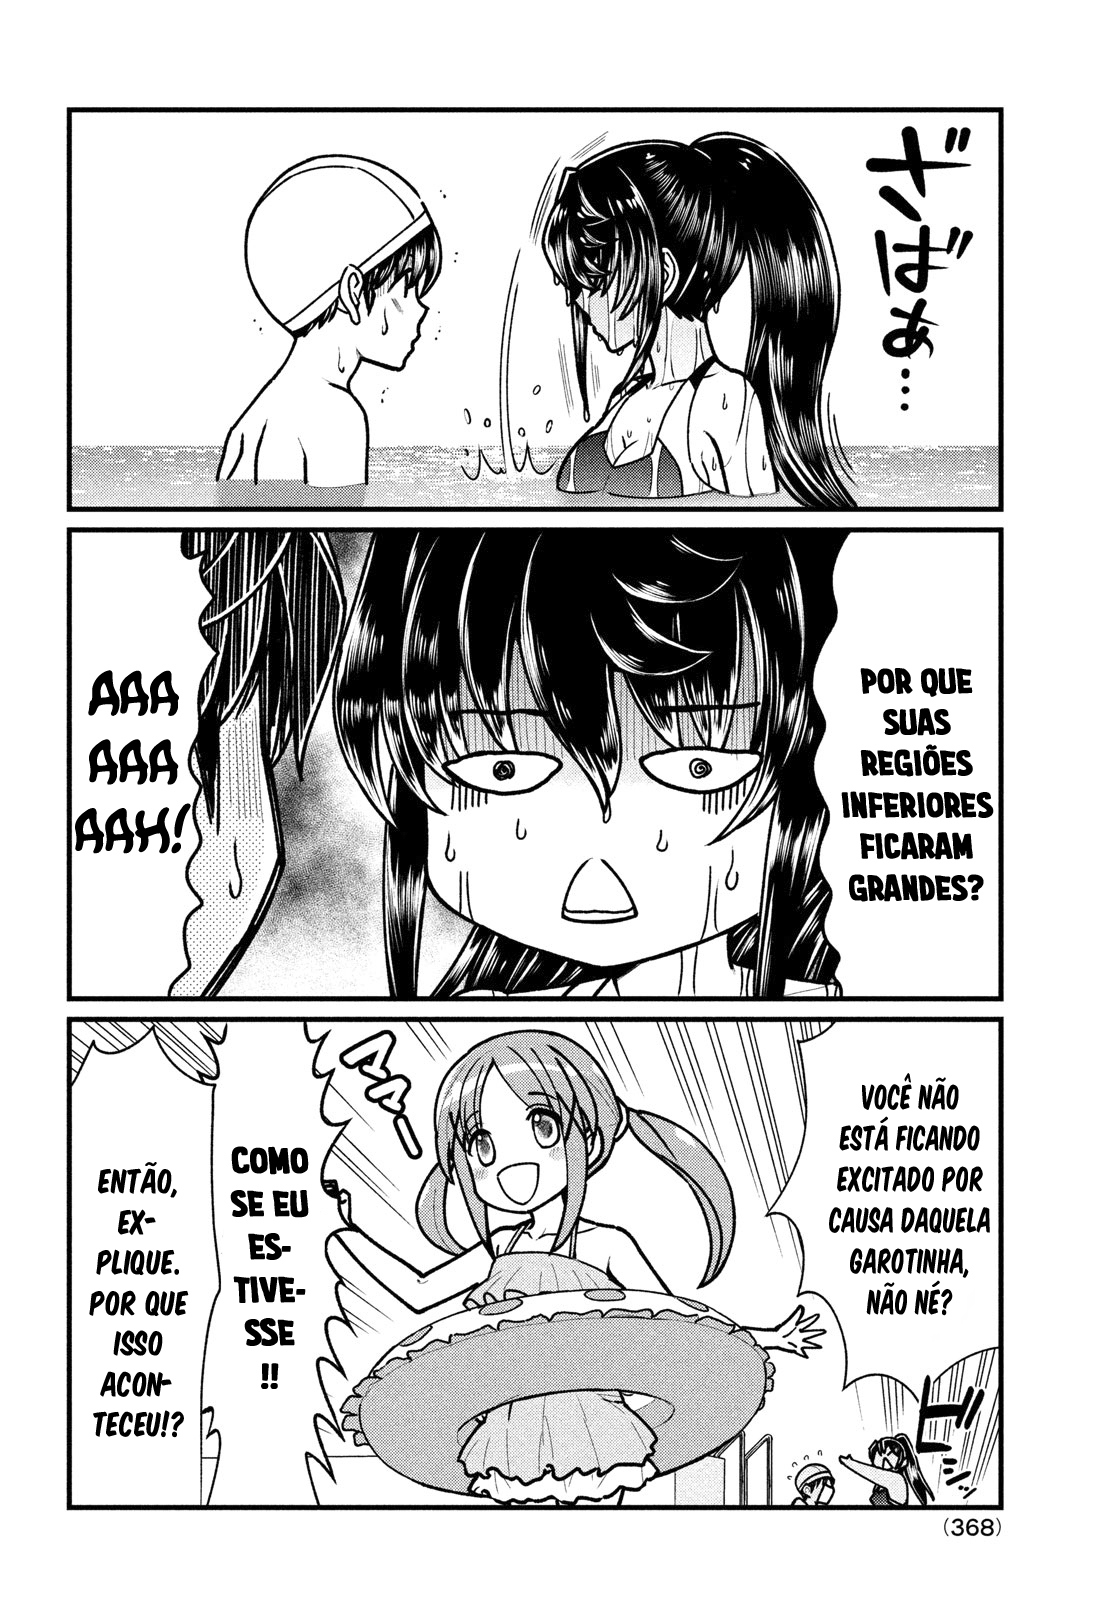 ザ
ばぁ…
POR QUE
SUAS
REGIÕES
INFERIORES
FICARAM
GRANDES?
AAA
AAA
AAH!
VOCÊ NÃO
ESTÁ FICANDO
EXCITADO POR
CAUSA DAQUELA
GAROTINHA,
NÃO NÉ?
ビシッ
COMO
SE EU
ES-
TIVE-
SSE
!!
ENTÃO,
EX-
PLIQUE.
POR QUE
ISSO
ACON-
TECEU!?
(368)